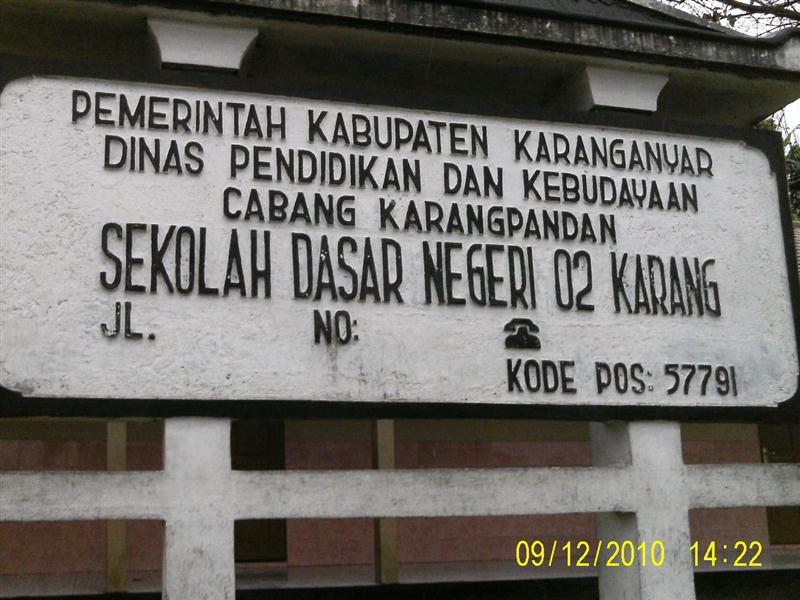 PEMERINTAH KABUPATEN KARANGANYAR
DINAS PENDIDIKAN DAN KEBUDAYAAN
CABANG KARANGPANDAN
SEKOLAH DASAR NEGERI 02 KARANG
JL. NO:
KODE POS: 57791
09/12/2010 14:22